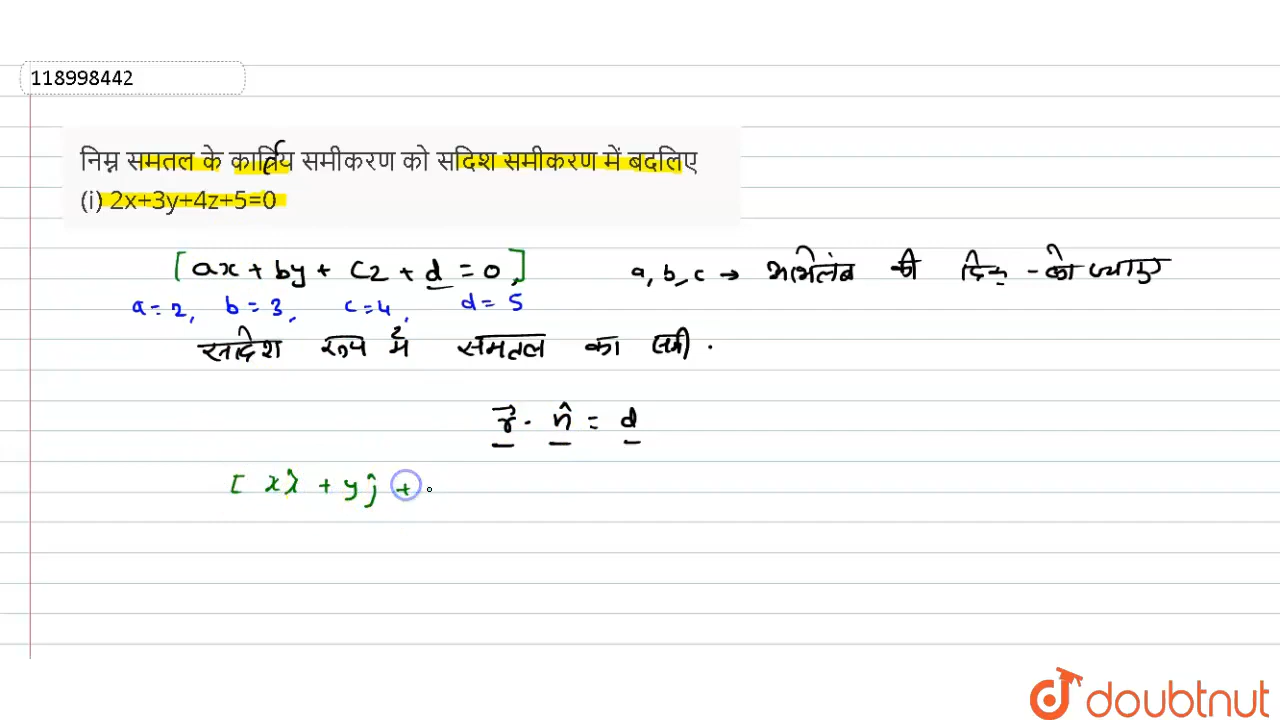 118998442
निम्न समतल के कार्तिय समीकरण को सदिश समीकरण में बदलिए
(i) 2x+3y+4z+5=0
[ax + by + cz + d = 0,] a, b, c → अभिलंब की दिक् -को ज्याएँ
a = 2, b = 3, c = 4, d = 5
सदिश रूप में समतल का समी.
r⃗ . n̂ = d
[ xî + yĵ +
doubtnut